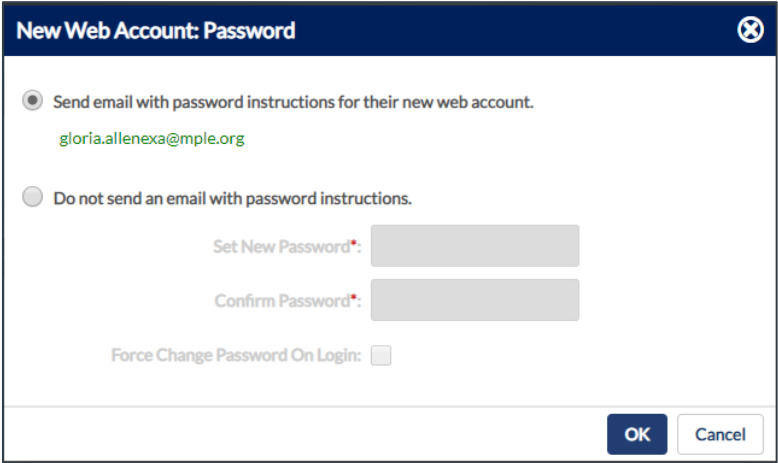 New Web Account: Password
Send email with password instructions for their new web account.
gloria.allenexa@mple.org
Do not send an email with password instructions.
Set New Password*:
Confirm Password*:
Force Change Password On Login:
OK Cancel